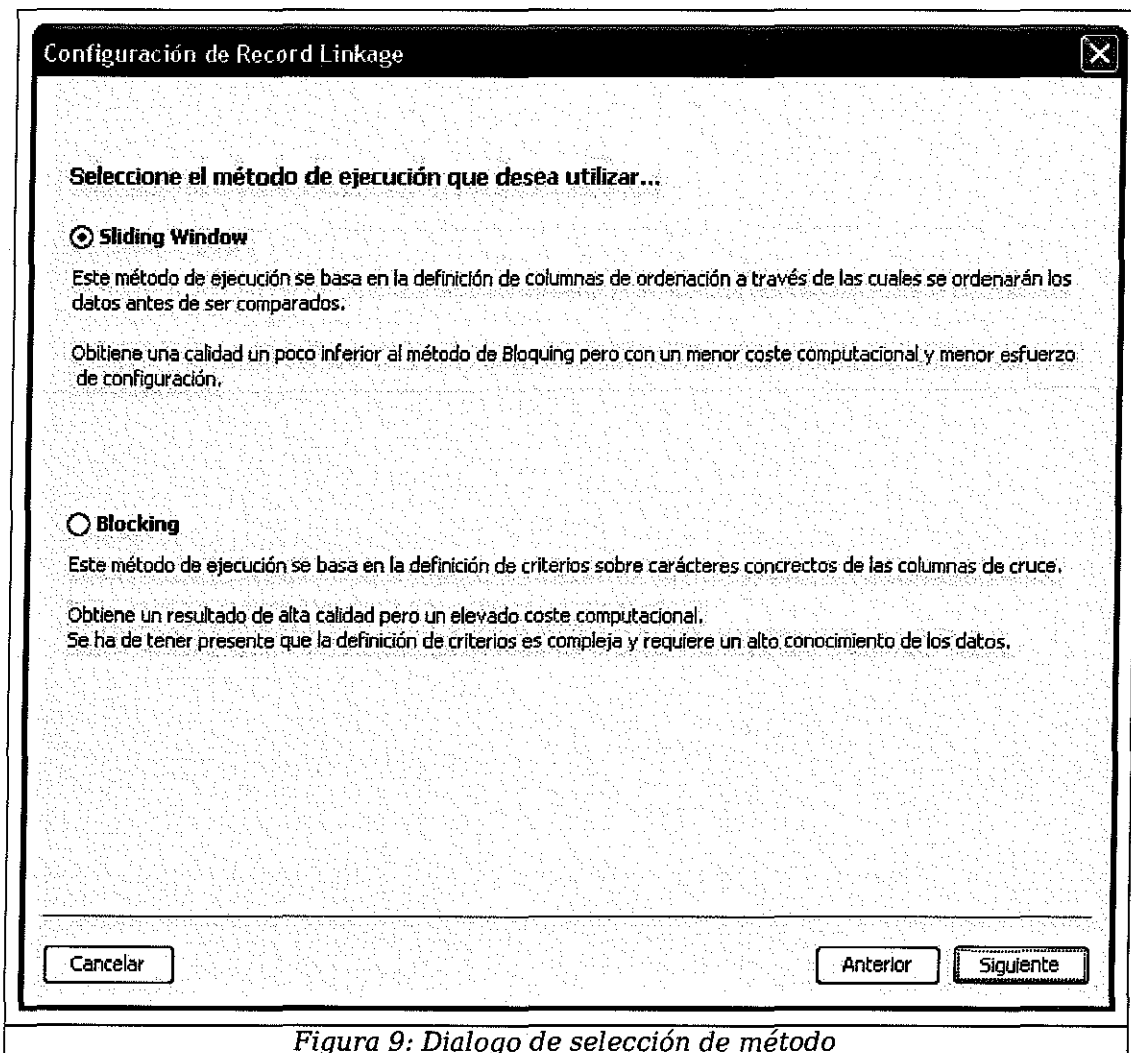 Configuración de Record Linkage
Seleccione el método de ejecución que desea utilizar...
Sliding Window
Este método de ejecución se basa en la definición de columnas de ordenación a través de las cuales se ordenarán los
datos antes de ser comparados.
Obitiene una calidad un poco inferior al método de Bloquing pero con un menor coste computacional y menor esfuerzo
de configuración.
Blocking
Este método de ejecución se basa en la definición de criterios sobre carácteres concrectos de las columnas de cruce.
Obtiene un resultado de alta calidad pero un elevado coste computacional.
Se ha de tener presente que la definición de criterios es compleja y requiere un alto conocimiento de los datos.
Cancelar
Anterior
Siguiente
Figura 9: Dialogo de selección de método